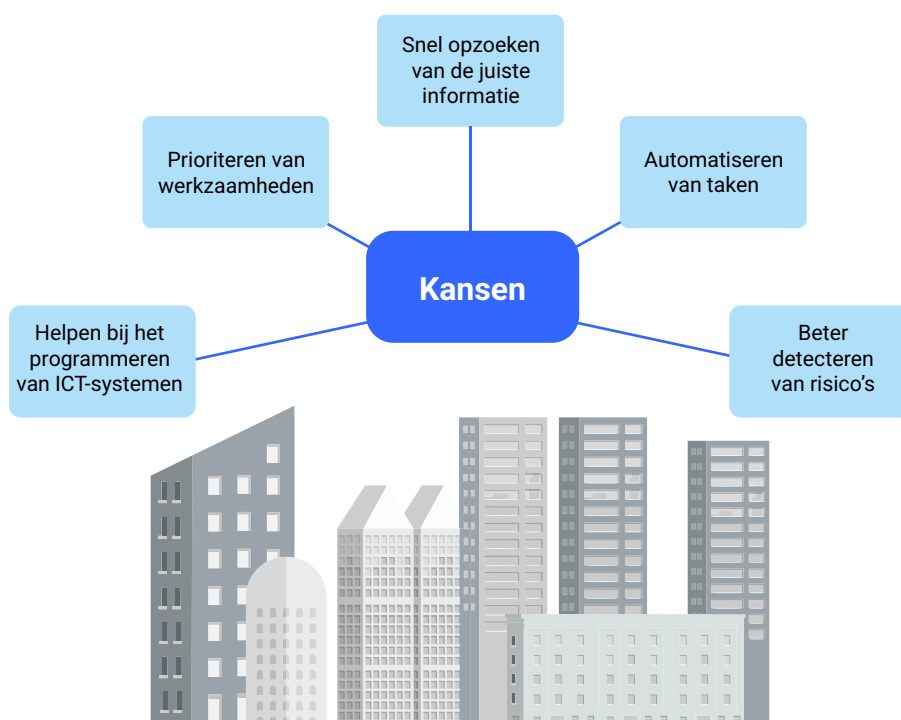 Snel opzoeken
van de juiste
informatie
Prioriteren van
werkzaamheden
Automatiseren
van taken
Kansen
Helpen bij het
programmeren
van ICT-systemen
Beter
detecteren
van risico's